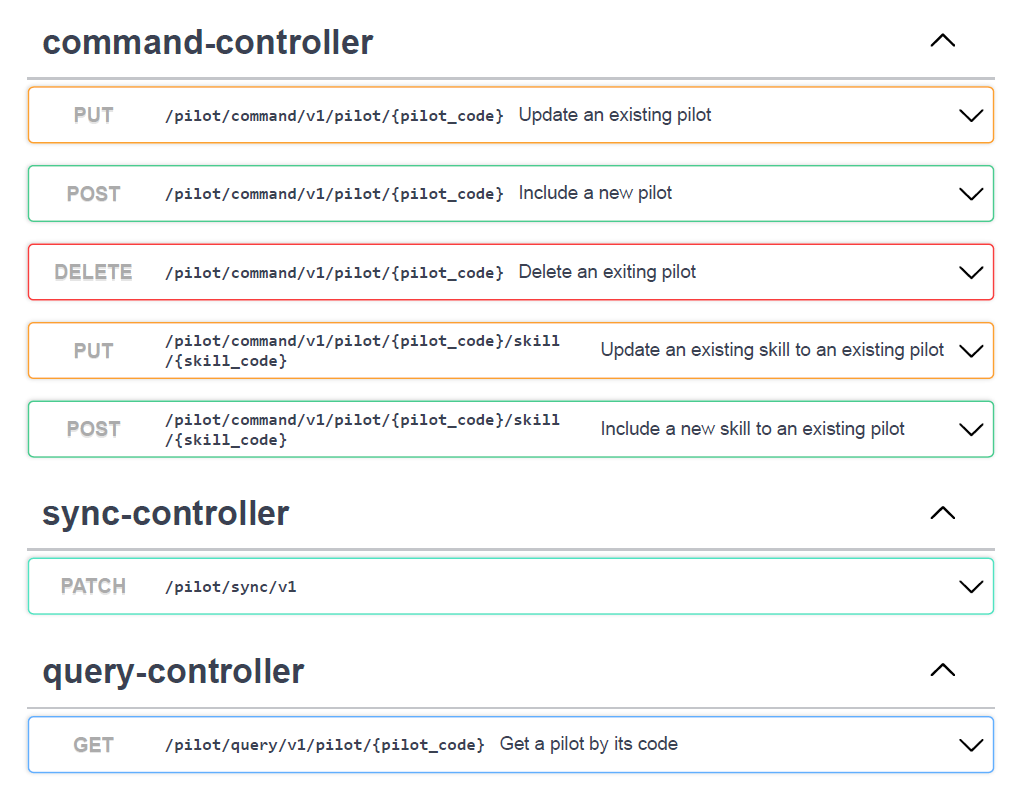 command-controller
PUT /pilot/command/v1/pilot/{pilot_code} Update an existing pilot
POST /pilot/command/v1/pilot/{pilot_code} Include a new pilot
DELETE /pilot/command/v1/pilot/{pilot_code} Delete an exiting pilot
PUT /pilot/command/v1/pilot/{pilot_code}/skill
/{skill_code} Update an existing skill to an existing pilot
POST /pilot/command/v1/pilot/{pilot_code}/skill
/{skill_code} Include a new skill to an existing pilot
sync-controller
PATCH /pilot/sync/v1
query-controller
GET /pilot/query/v1/pilot/{pilot_code} Get a pilot by its code